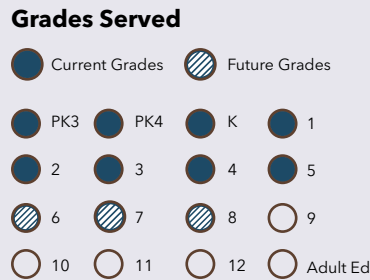 Grades Served
Current Grades Future Grades
PK3 PK4 K 1
2 3 4 5
6 7 8 9
10 11 12 Adult Ed